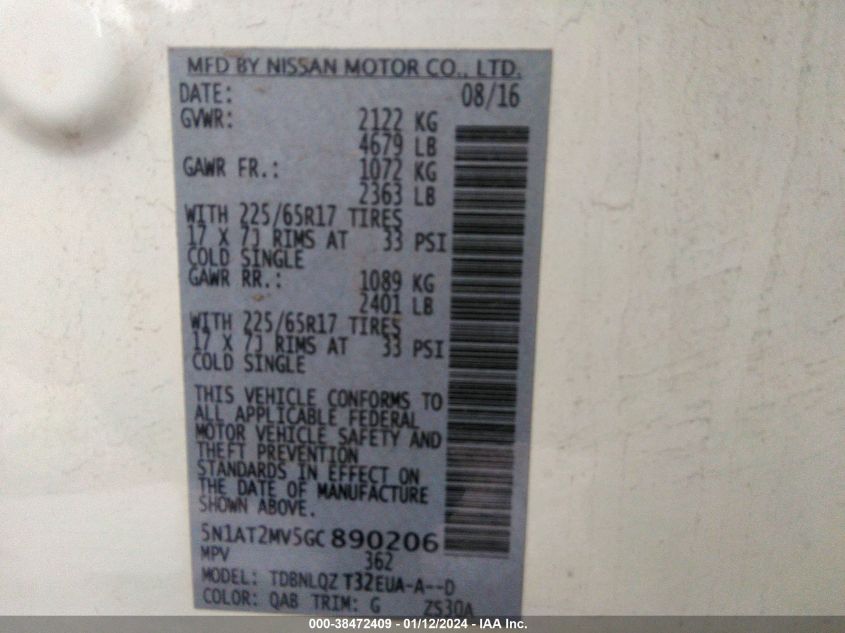 MFD BY NISSAN MOTOR CO., LTD.
DATE: 08/16
GVWR: 2122 KG
4679 LB
GAWR FR.: 1072 KG
2363 LB
WITH 225/65R17 TIRES
17 X 7J RIMS AT 33 PSI
COLD SINGLE
GAWR RR.: 1089 KG
2401 LB
WITH 225/65R17 TIRES
17 X 7J RIMS AT 33 PSI
COLD SINGLE
THIS VEHICLE CONFORMS TO
ALL APPLICABLE FEDERAL
MOTOR VEHICLE SAFETY AND
THEFT PREVENTION
STANDARDS IN EFFECT ON
THE DATE OF MANUFACTURE
SHOWN ABOVE.
5N1AT2MV5GC890206
MPV 362
MODEL: TDBNLQZ T32EUA-A--D
COLOR: QAB TRIM: G ZS30A
000-38472409 - 01/12/2024 - IAA Inc.